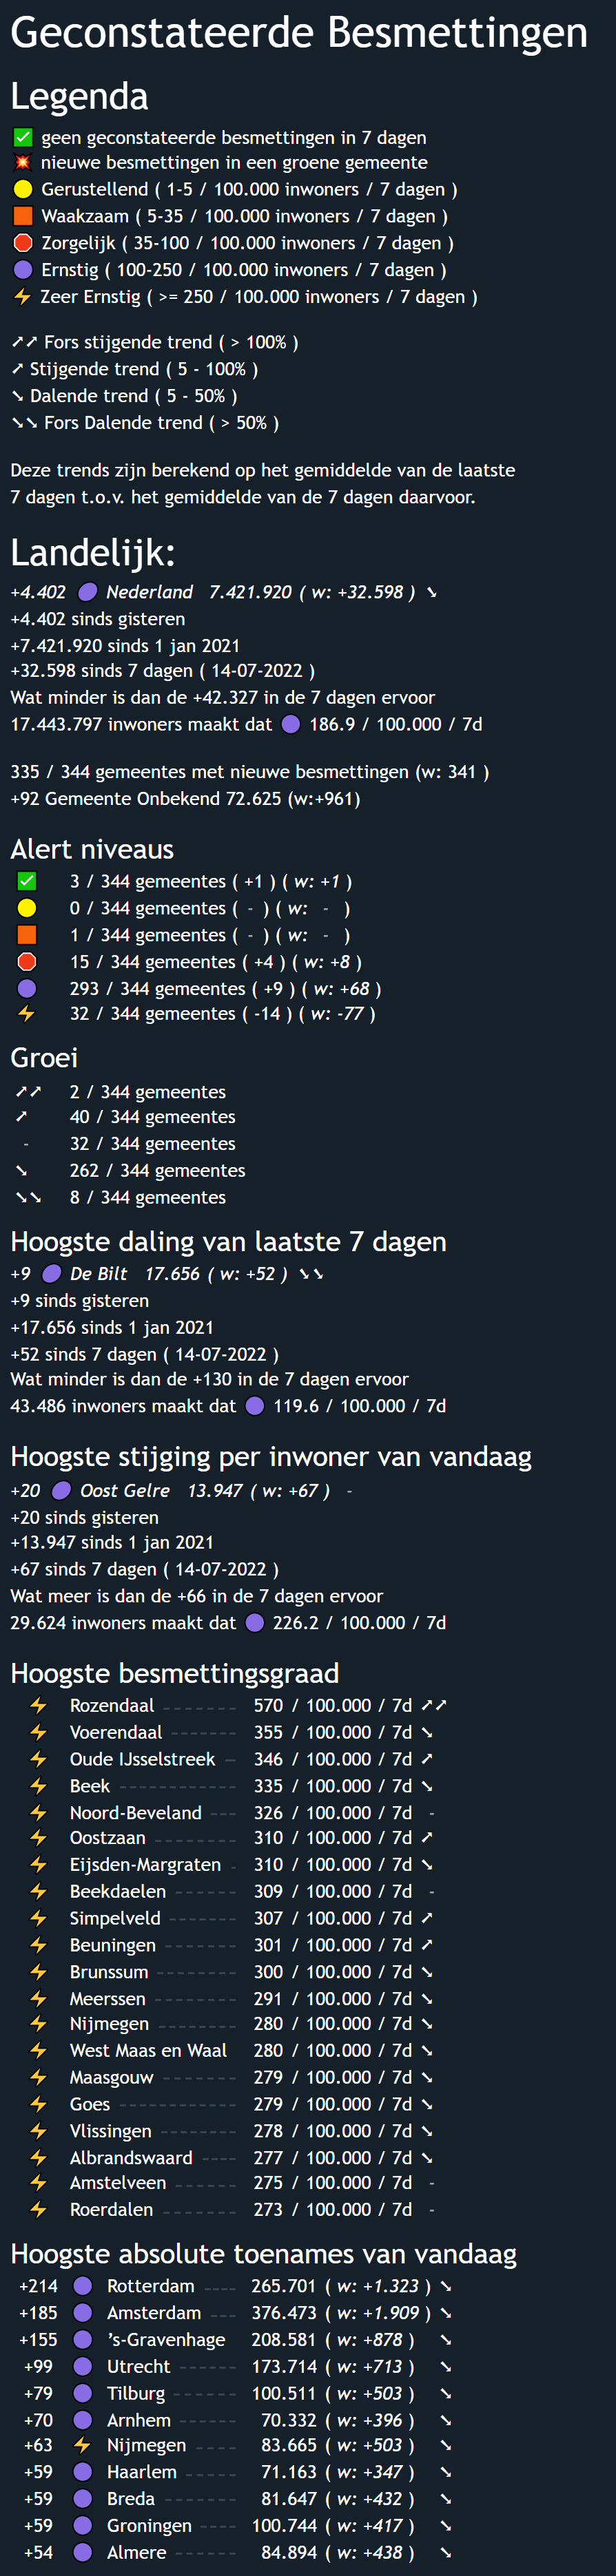 Geconstateerde Besmettingen
Legenda
✅ geen geconstateerde besmettingen in 7 dagen
💥 nieuwe besmettingen in een groene gemeente
🟡 Gerustellend ( 1-5 / 100.000 inwoners / 7 dagen )
🟧 Waakzaam ( 5-35 / 100.000 inwoners / 7 dagen )
🛑 Zorgelijk ( 35-100 / 100.000 inwoners / 7 dagen )
🟣 Ernstig ( 100-250 / 100.000 inwoners / 7 dagen )
⚡ Zeer Ernstig ( >= 250 / 100.000 inwoners / 7 dagen )
➚➚ Fors stijgende trend ( > 100% )
➚ Stijgende trend ( 5 - 100% )
➘ Dalende trend ( 5 - 50% )
➘➘ Fors Dalende trend ( > 50% )
Deze trends zijn berekend op het gemiddelde van de laatste
7 dagen t.o.v. het gemiddelde van de 7 dagen daarvoor.
Landelijk:
+4.402 🟣 Nederland 7.421.920 ( w: +32.598 ) ➘
+4.402 sinds gisteren
+7.421.920 sinds 1 jan 2021
+32.598 sinds 7 dagen ( 14-07-2022 )
Wat minder is dan de +42.327 in de 7 dagen ervoor
17.443.797 inwoners maakt dat 🟣 186.9 / 100.000 / 7d
335 / 344 gemeentes met nieuwe besmettingen (w: 341 )
+92 Gemeente Onbekend 72.625 (w:+961)
Alert niveaus
✅ 3 / 344 gemeentes ( +1 ) ( w: +1 )
🟡 0 / 344 gemeentes ( - ) ( w: - )
🟧 1 / 344 gemeentes ( - ) ( w: - )
🛑 15 / 344 gemeentes ( +4 ) ( w: +8 )
🟣 293 / 344 gemeentes ( +9 ) ( w: +68 )
⚡ 32 / 344 gemeentes ( -14 ) ( w: -77 )
Groei
➚➚ 2 / 344 gemeentes
➚ 40 / 344 gemeentes
- 32 / 344 gemeentes
➘ 262 / 344 gemeentes
➘➘ 8 / 344 gemeentes
Hoogste daling van laatste 7 dagen
+9 🟣 De Bilt 17.656 ( w: +52 ) ➘➘
+9 sinds gisteren
+17.656 sinds 1 jan 2021
+52 sinds 7 dagen ( 14-07-2022 )
Wat minder is dan de +130 in de 7 dagen ervoor
43.486 inwoners maakt dat 🟣 119.6 / 100.000 / 7d
Hoogste stijging per inwoner van vandaag
+20 🟣 Oost Gelre 13.947 ( w: +67 ) -
+20 sinds gisteren
+13.947 sinds 1 jan 2021
+67 sinds 7 dagen ( 14-07-2022 )
Wat meer is dan de +66 in de 7 dagen ervoor
29.624 inwoners maakt dat 🟣 226.2 / 100.000 / 7d
Hoogste besmettingsgraad
⚡ Rozendaal ------- 570 / 100.000 / 7d ➚➚
⚡ Voerendaal ------ 355 / 100.000 / 7d ➘
⚡ Oude IJsselstreek - 346 / 100.000 / 7d ➚
⚡ Beek ----------- 335 / 100.000 / 7d ➘
⚡ Noord-Beveland --- 326 / 100.000 / 7d -
⚡ Oostzaan -------- 310 / 100.000 / 7d ➚
⚡ Eijsden-Margraten - 310 / 100.000 / 7d ➘
⚡ Beekdaelen ------ 309 / 100.000 / 7d -
⚡ Simpelveld ------- 307 / 100.000 / 7d ➚
⚡ Beuningen ------- 301 / 100.000 / 7d ➚
⚡ Brunssum -------- 300 / 100.000 / 7d ➘
⚡ Meerssen -------- 291 / 100.000 / 7d ➘
⚡ Nijmegen -------- 280 / 100.000 / 7d ➘
⚡ West Maas en Waal 280 / 100.000 / 7d ➘
⚡ Maasgouw ------- 279 / 100.000 / 7d ➘
⚡ Goes ----------- 279 / 100.000 / 7d ➘
⚡ Vlissingen ------- 278 / 100.000 / 7d ➘
⚡ Albrandswaard ---- 277 / 100.000 / 7d ➘
⚡ Amstelveen ------ 275 / 100.000 / 7d -
⚡ Roerdalen ------- 273 / 100.000 / 7d -
Hoogste absolute toenames van vandaag
+214 🟣 Rotterdam ---- 265.701 ( w: +1.323 ) ➘
+185 🟣 Amsterdam --- 376.473 ( w: +1.909 ) ➘
+155 🟣 's-Gravenhage 208.581 ( w: +878 ) ➘
+99 🟣 Utrecht ------ 173.714 ( w: +713 ) ➘
+79 🟣 Tilburg ------ 100.511 ( w: +503 ) ➘
+70 🟣 Arnhem ------ 70.332 ( w: +396 ) ➘
+63 ⚡ Nijmegen ---- 83.665 ( w: +503 ) ➘
+59 🟣 Haarlem ----- 71.163 ( w: +347 ) ➘
+59 🟣 Breda ------- 81.647 ( w: +432 ) ➘
+59 🟣 Groningen ---- 100.744 ( w: +417 ) ➘
+54 🟣 Almere ------ 84.894 ( w: +438 ) ➘